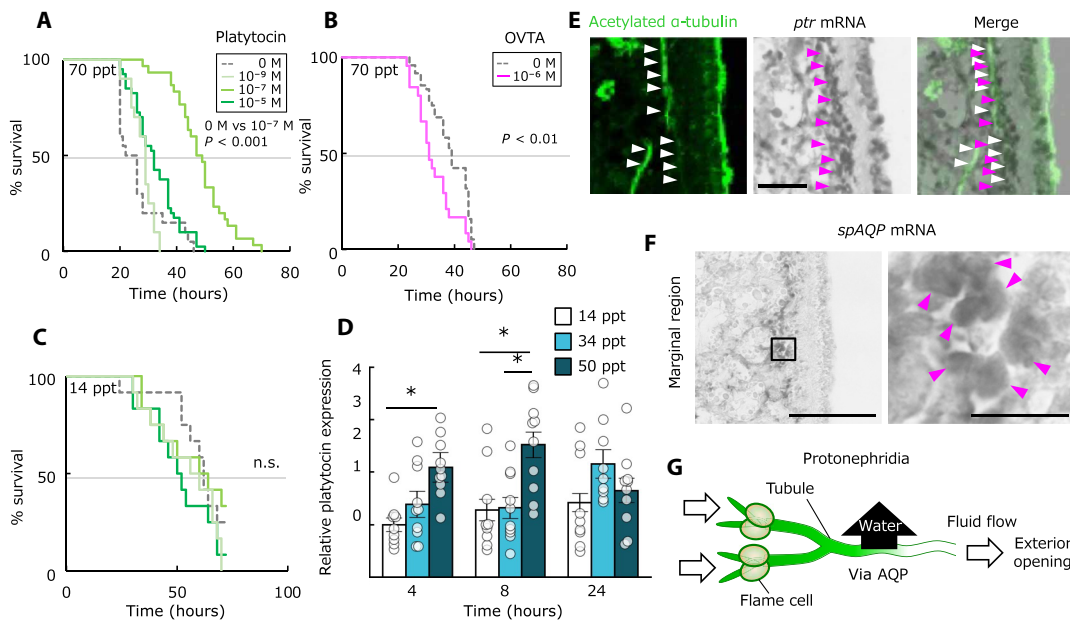 A
Platytocin
70 ppt
0 M
10⁻⁹ M
10⁻⁷ M
10⁻⁵ M
0 M vs 10⁻⁷ M
P < 0.001
% survival
100
50
0
0 20 40 60 80
Time (hours)
B
OVTA
70 ppt
0 M
10⁻⁶ M
P < 0.01
% survival
100
50
0
0 20 40 60 80
Time (hours)
C
14 ppt
n.s.
% survival
100
50
0
0 50 100
Time (hours)
D
14 ppt
34 ppt
50 ppt
* * *
Relative platytocin expression
4
3
2
1
0
4 8 24
Time (hours)
E
Acetylated α-tubulin
ptr mRNA
Merge
F
spAQP mRNA
Marginal region
G
Protonephridia
Tubule
Water
Fluid flow
Exterior
opening
Via AQP
Flame cell